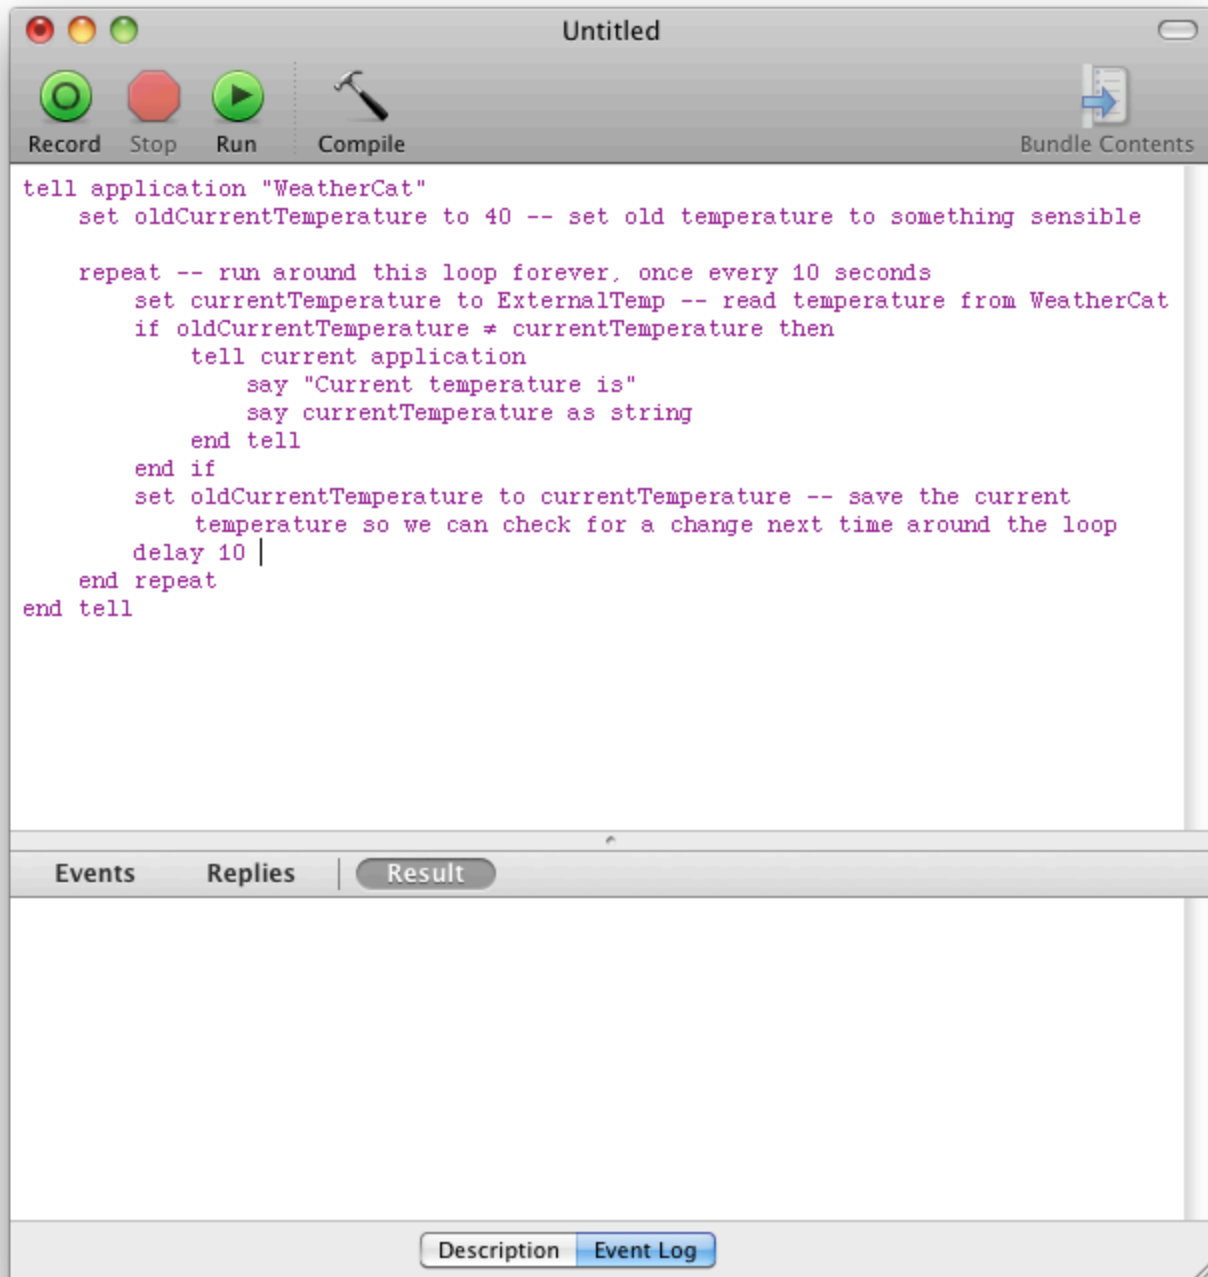 Untitled
Record Stop Run Compile Bundle Contents
tell application "WeatherCat"
set oldCurrentTemperature to 40 -- set old temperature to something sensible
repeat -- run around this loop forever, once every 10 seconds
set currentTemperature to ExternalTemp -- read temperature from WeatherCat
if oldCurrentTemperature ≠ currentTemperature then
tell current application
say "Current temperature is"
say currentTemperature as string
end tell
end if
set oldCurrentTemperature to currentTemperature -- save the current
temperature so we can check for a change next time around the loop
delay 10
end repeat
end tell
Events Replies Result
Description Event Log